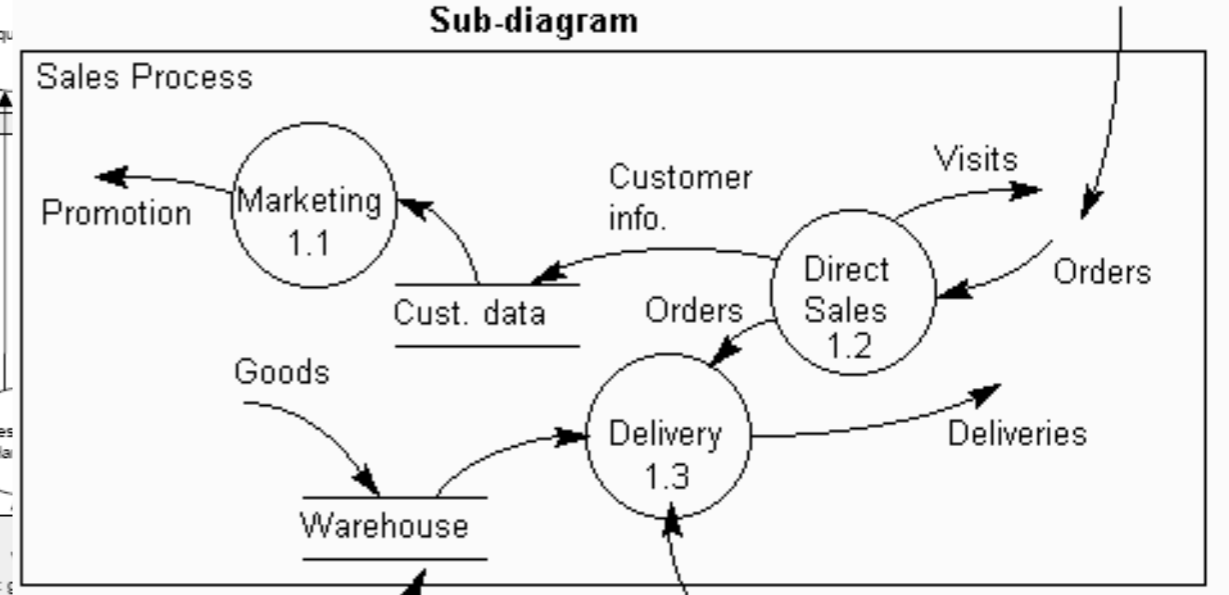 Sub-diagram
Sales Process
Visits
Customer
info.
Promotion
Marketing
1.1
Direct
Sales
1.2
Orders
Cust. data
Orders
Goods
Delivery
1.3
Deliveries
Warehouse